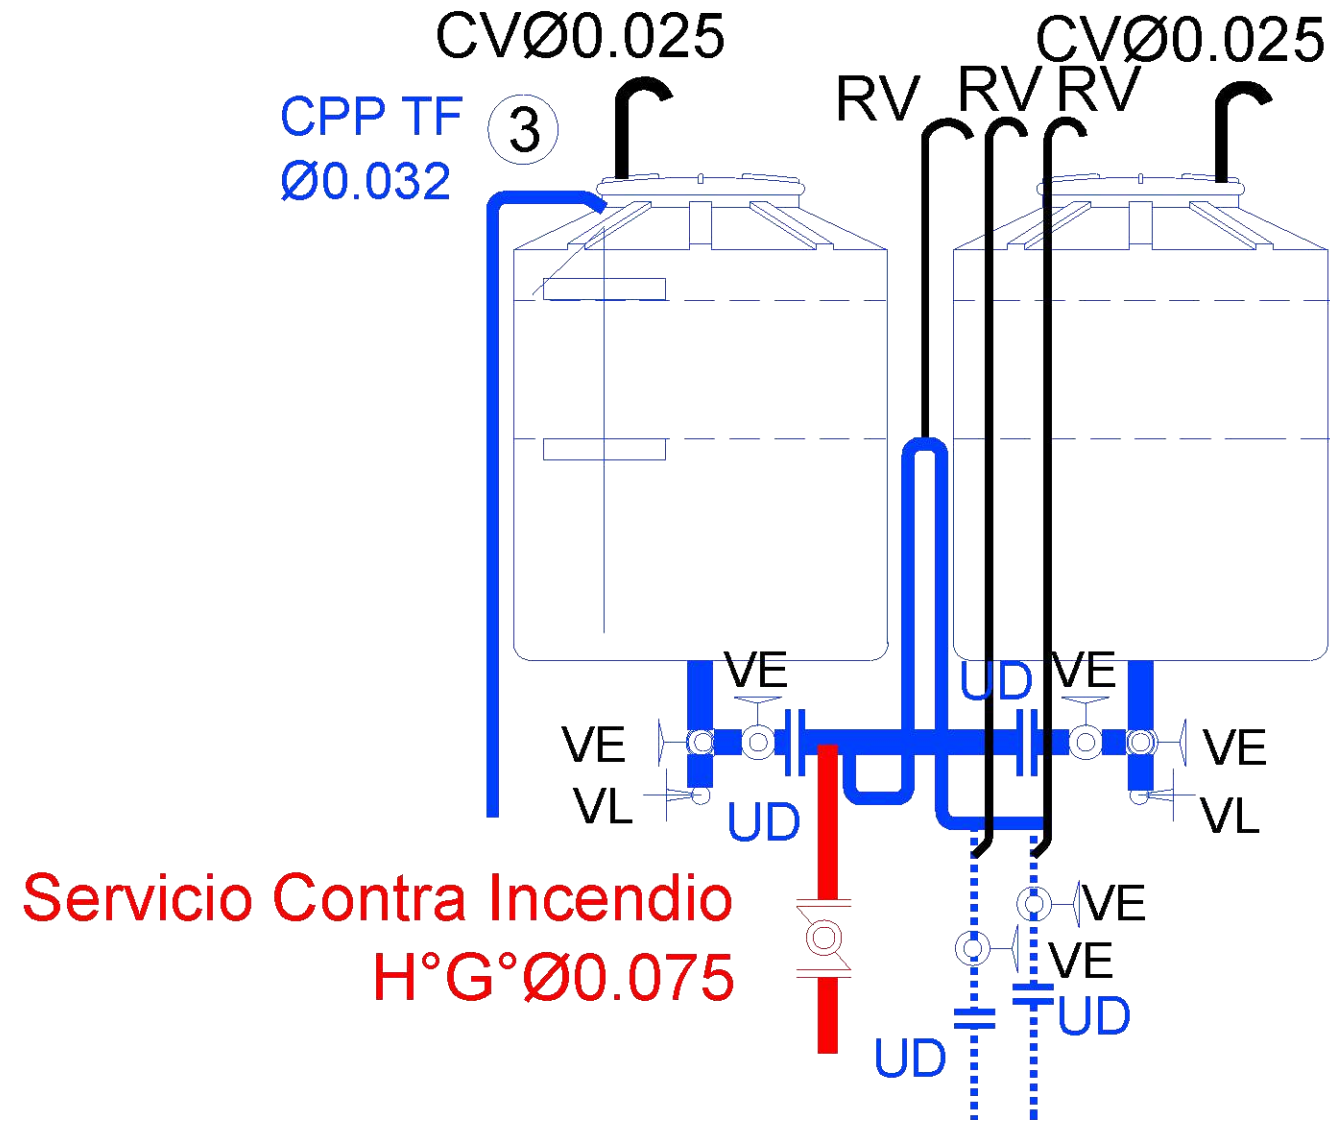 CVØ0.025
CVØ0.025
RV
RV
RV
CPP TF
Ø0.032
3
VE
UD
VE
VE
VE
VL
UD
VL
Servicio Contra Incendio
H°G°Ø0.075
VE
VE
UD
UD